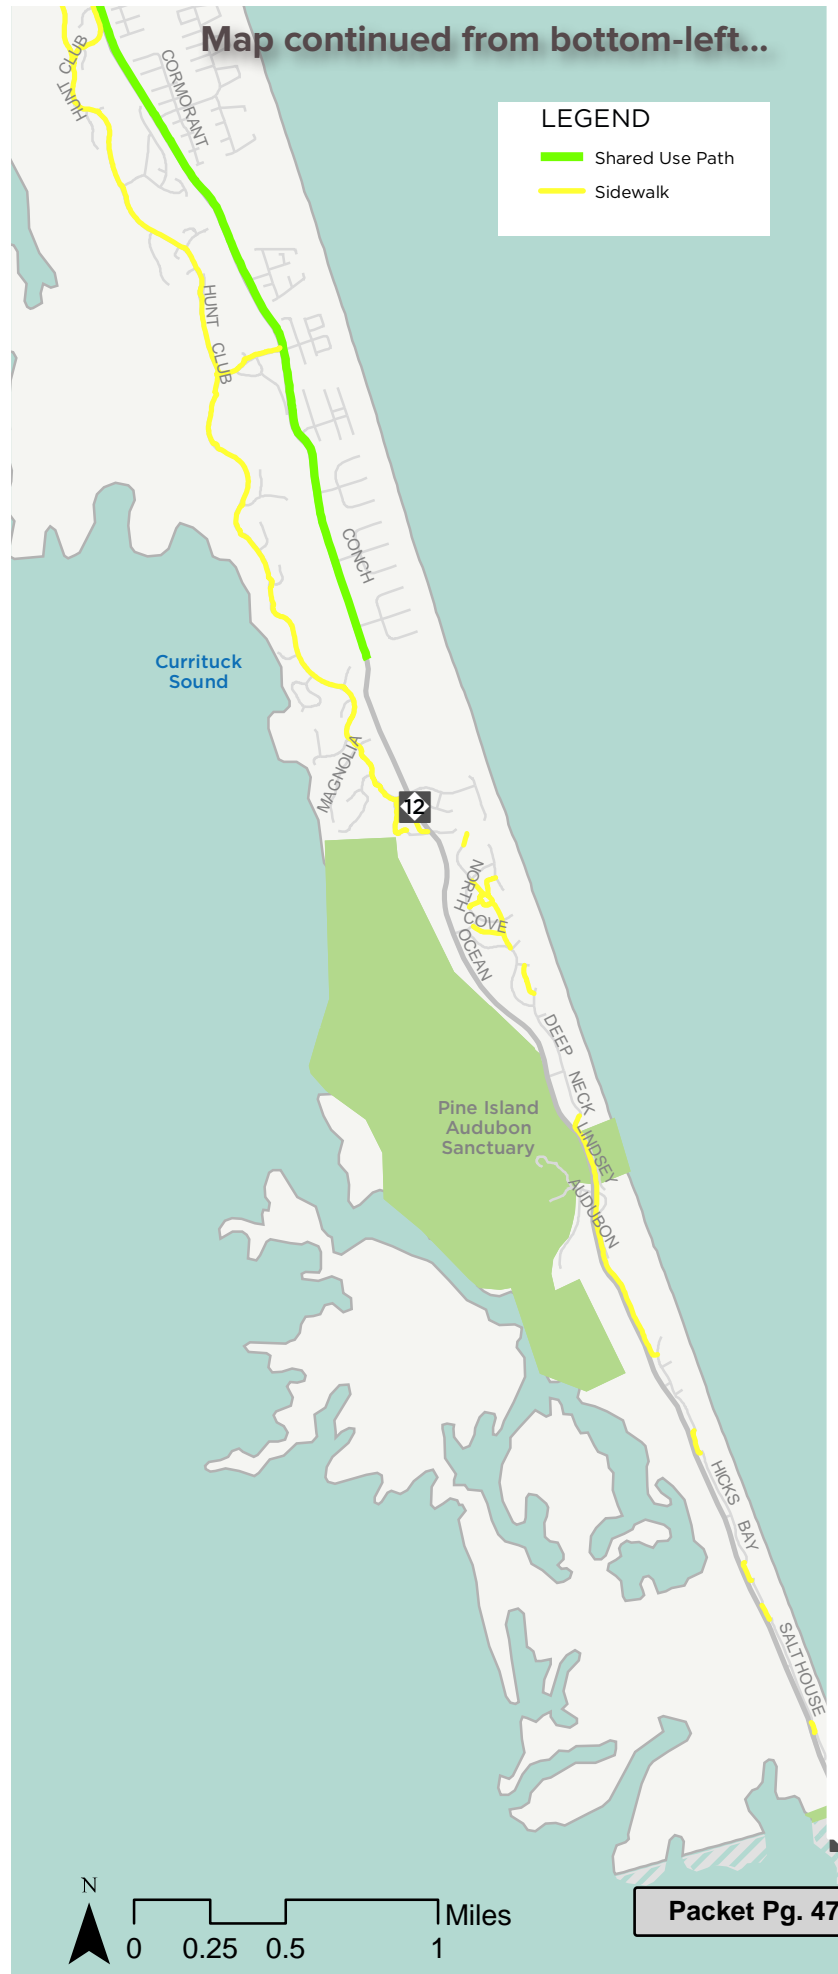 Map continued from bottom-left...
LEGEND
Shared Use Path
Sidewalk
HUNT CLUB
CORMORANT
HUNT CLUB
CONCH
Currituck
Sound
MAGNOLIA
12
NORTH
COVE
OCEAN
DEEP NECK
Pine Island
Audubon
Sanctuary
LINDSEY
AUDUBON
HICKS BAY
SALTHOUSE
N
Miles
0 0.25 0.5 1
Packet Pg. 47